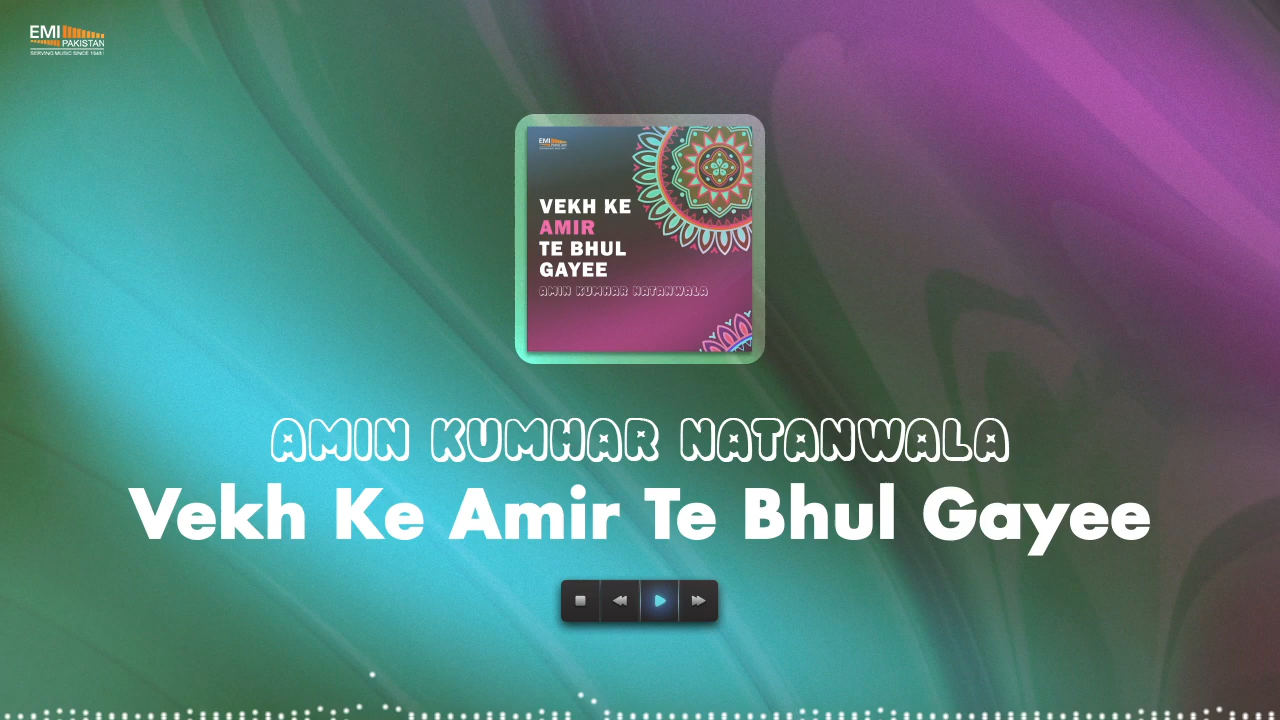 EMI
PAKISTAN
SERVING MUSIC SINCE 1948!
EMI
VEKH KE
AMIR
TE BHUL
GAYEE
AMIN KUMHAR NATANWALA
AMIN KUMHAR NATANWALA
Vekh Ke Amir Te Bhul Gayee